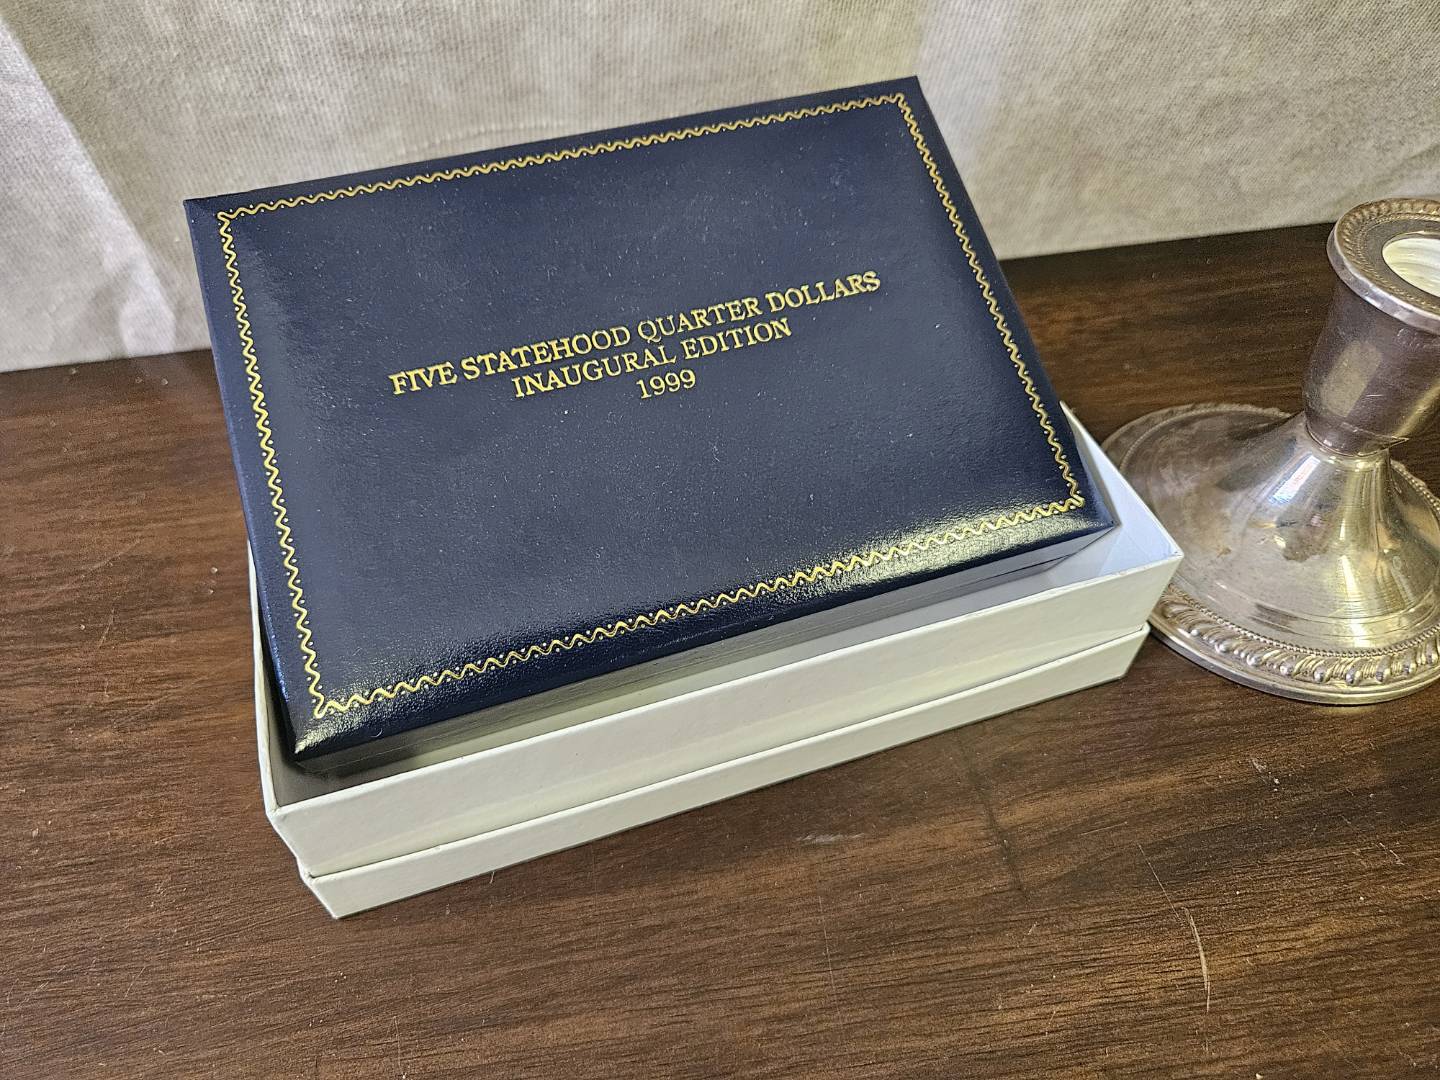 FIVE STATEHOOD QUARTER DOLLARS
INAUGURAL EDITION
1999